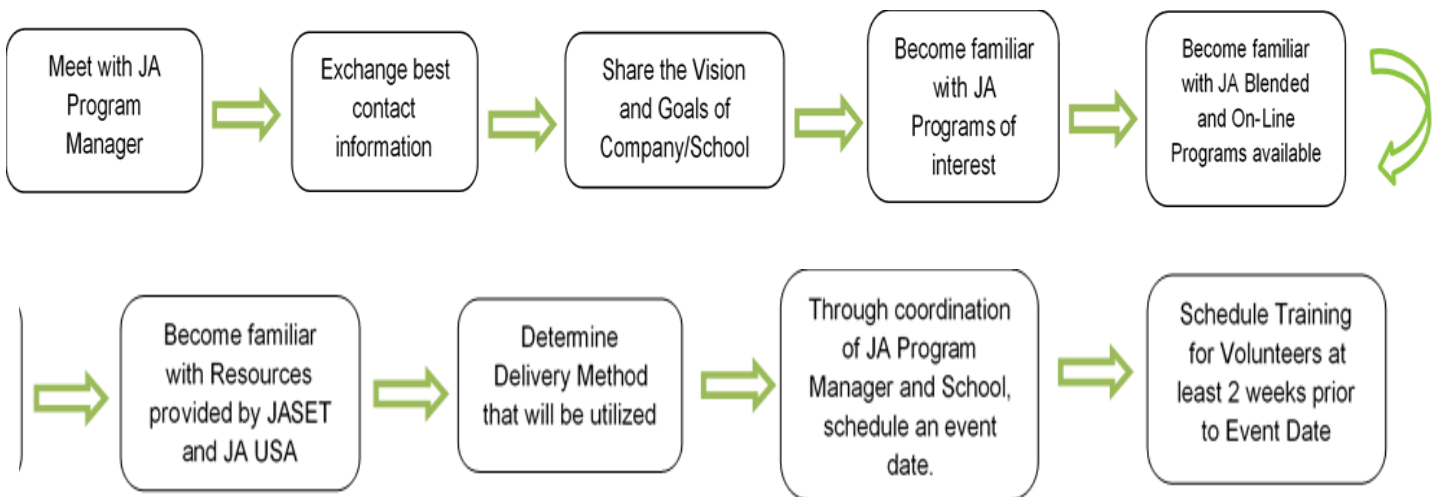 Meet with JA
Program
Manager
Exchange best
contact
information
Share the Vision
and Goals of
Company/School
Become familiar
with JA
Programs of
interest
Become familiar
with JA Blended
and On-Line
Programs available
Become familiar
with Resources
provided by JASET
and JA USA
Determine
Delivery Method
that will be utilized
Through coordination
of JA Program
Manager and School,
schedule an event
date.
Schedule Training
for Volunteers at
least 2 weeks prior
to Event Date